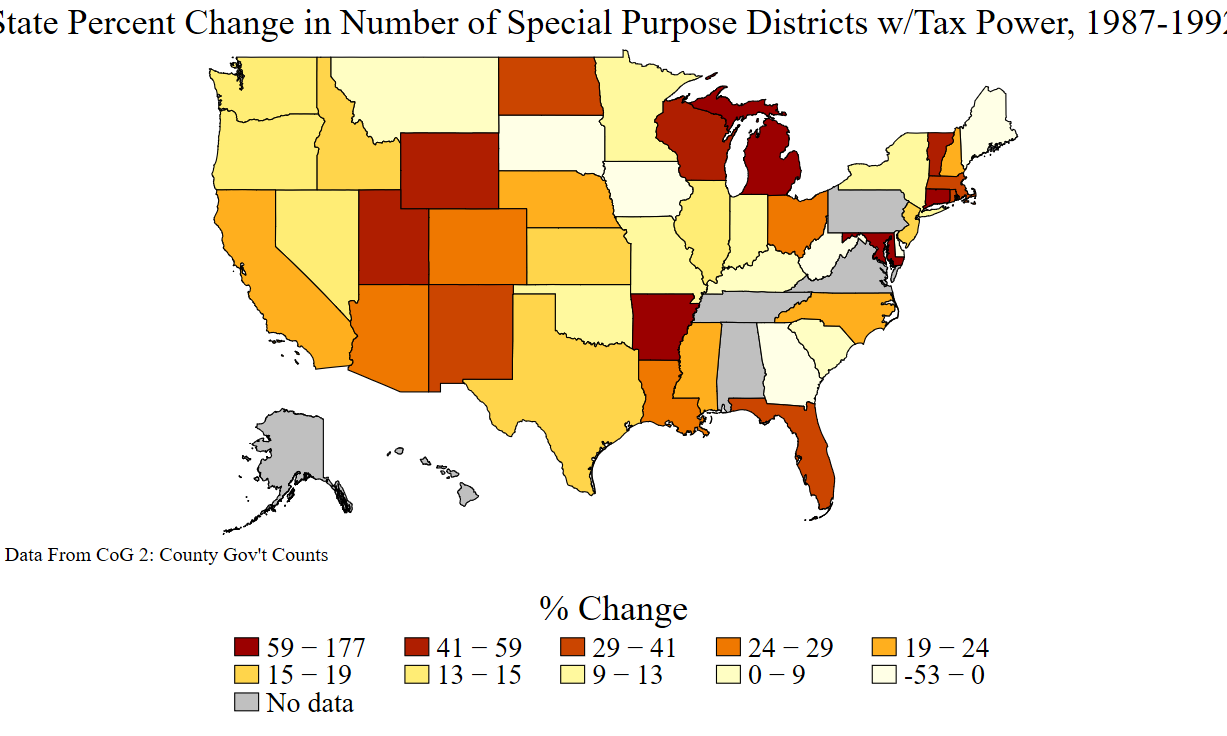 State Percent Change in Number of Special Purpose Districts w/Tax Power, 1987-1992
Data From CoG 2: County Gov't Counts
% Change
59 − 177 41 − 59 29 − 41 24 − 29 19 − 24
15 − 19 13 − 15 9 − 13 0 − 9 -53 − 0
No data